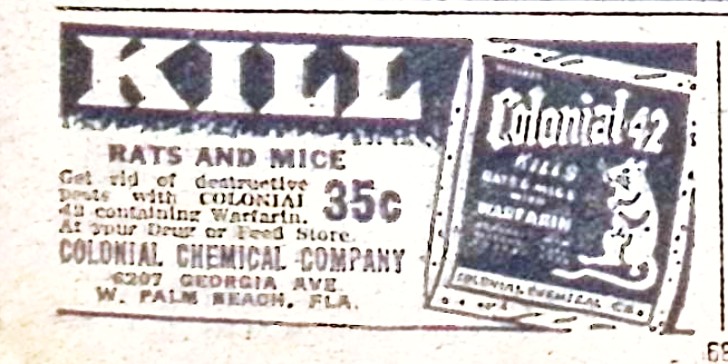 KILL
RATS AND MICE
Get rid of destructive
pests with COLONIAL
42 containing Warfarin.
At your Drug or Feed Store.
35c
COLONIAL CHEMICAL COMPANY
6207 GEORGIA AVE.
W. PALM BEACH, FLA.
Colonial 42
KILLS
RATS & MICE
WITH
WARFARIN
COLONIAL CHEMICAL CO.